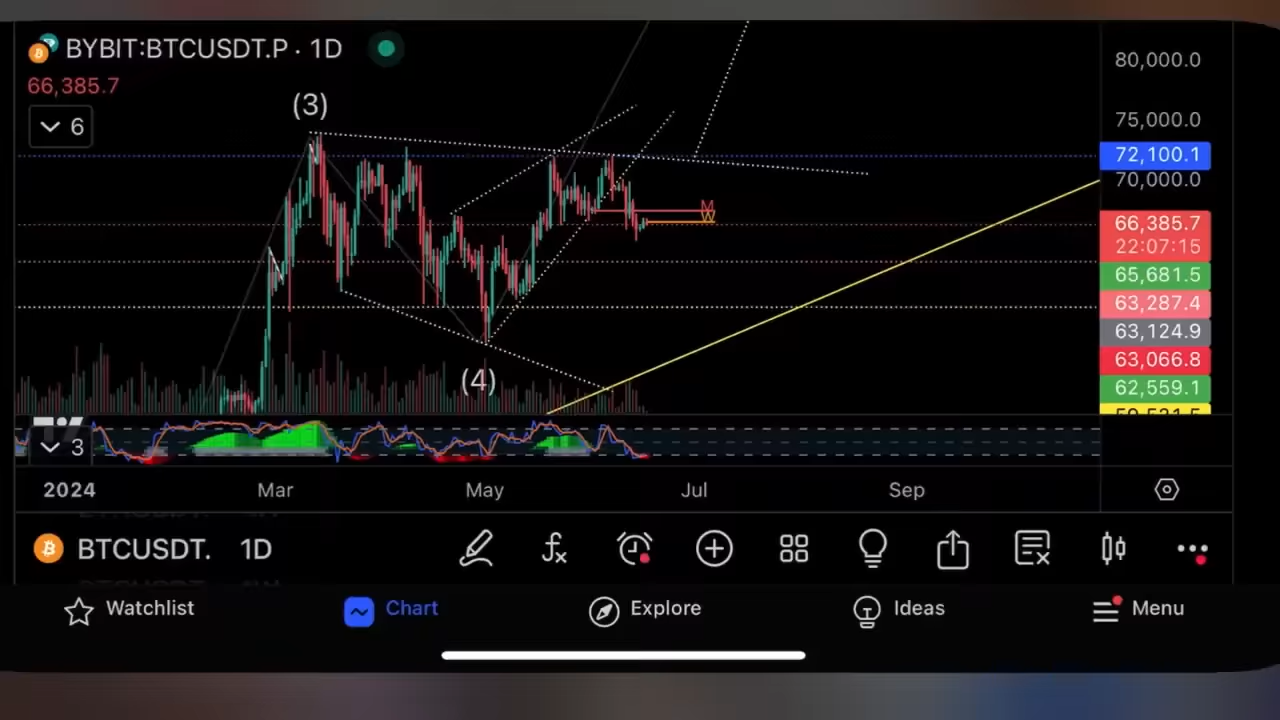 BYBIT:BTCUSDT.P · 1D
66,385.7
6
(3)
(4)
M
W
80,000.0
75,000.0
72,100.1
70,000.0
66,385.7
22:07:15
65,681.5
63,287.4
63,124.9
63,066.8
62,559.1
3
2024 Mar May Jul Sep
BTCUSDT. 1D
Watchlist Chart Explore Ideas Menu